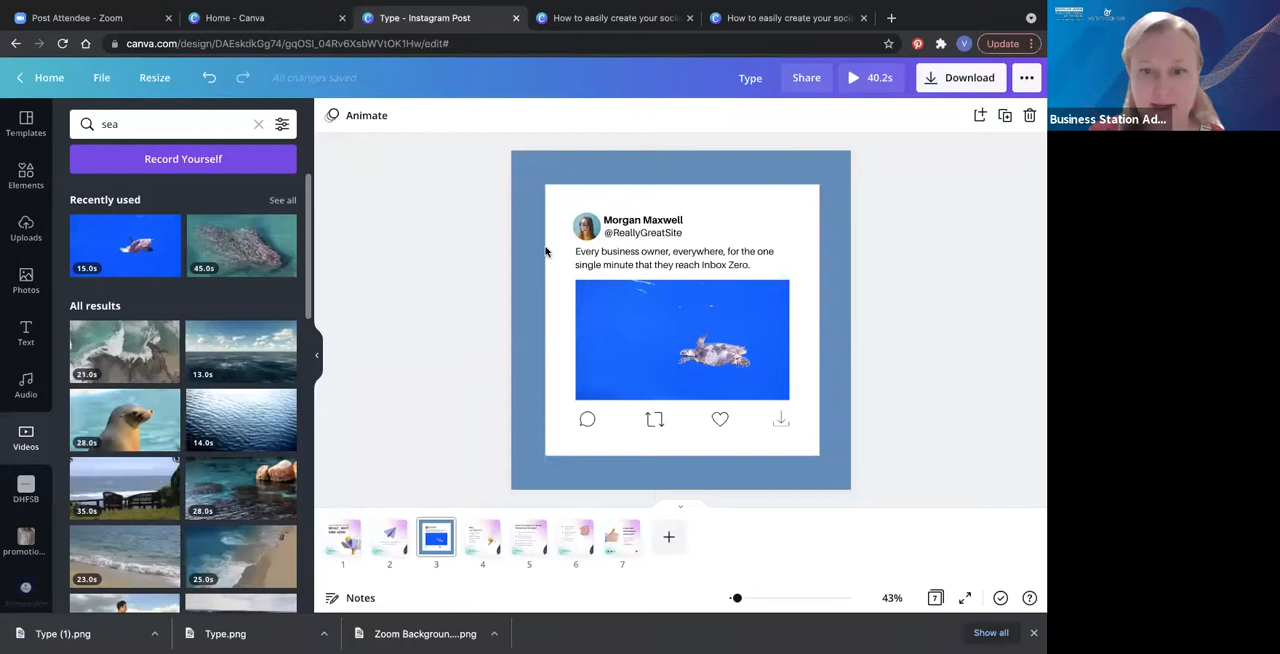 Post Attendee - Zoom
Home - Canva
Type - Instagram Post
How to easily create your soci
How to easily create your soci
canva.com/design/DAEskdkGg74/gqOSI_04Rv6XsbWVtOK1Hw/edit#
V
Update
Home
File
Resize
All changes saved
Type
Share
40.2s
Download
Business Station Ad...
Templates
Elements
Uploads
Photos
Text
Audio
Videos
DHFSB
promotio...
sea
Record Yourself
Recently used
See all
15.0s
45.0s
All results
21.0s
13.0s
28.0s
14.0s
35.0s
28.0s
23.0s
25.0s
Animate
Morgan Maxwell
@ReallyGreatSite
Every business owner, everywhere, for the one
single minute that they reach Inbox Zero.
1
2
3
4
5
6
7
Notes
43%
7
Type (1).png
Type.png
Zoom Backgroun....png
Show all